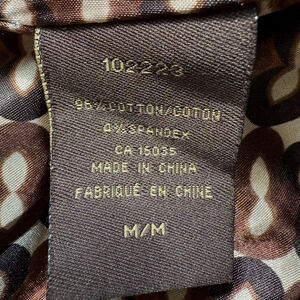 102223
96% COTTON/COTON
4% SPANDEX
CA 15035
MADE IN CHINA
FABRIQUÉ EN CHINE
M/M